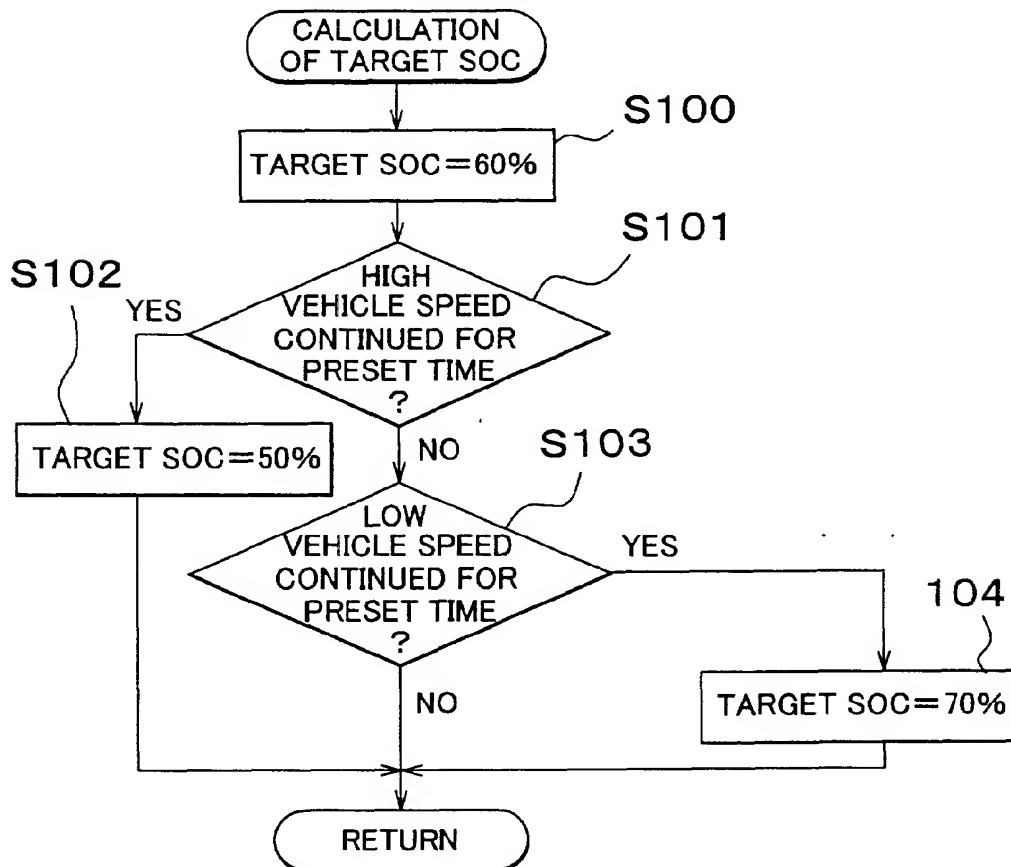 CALCULATION
OF TARGET SOC
S100
TARGET SOC=60%
S101
HIGH
VEHICLE SPEED
CONTINUED FOR
PRESET TIME
?
YES
S102
TARGET SOC=50%
NO
S103
LOW
VEHICLE SPEED
CONTINUED FOR
PRESET TIME
?
YES
104
TARGET SOC=70%
NO
RETURN